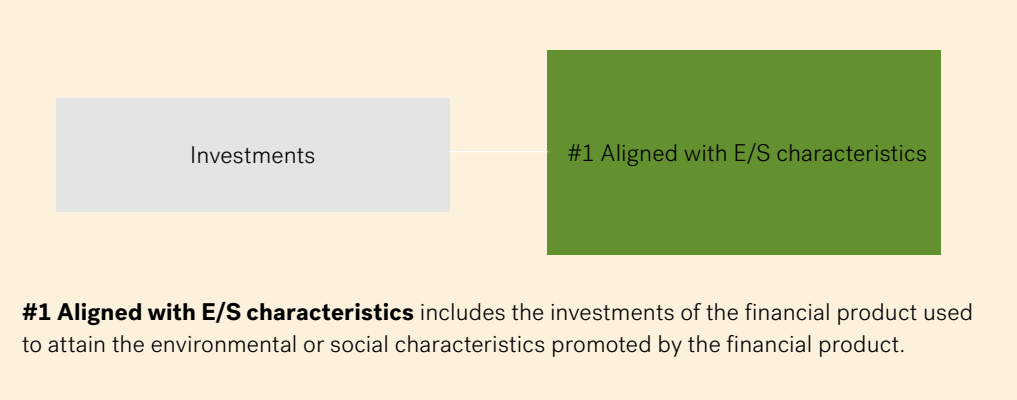 Investments
#1 Aligned with E/S characteristics
#1 Aligned with E/S characteristics includes the investments of the financial product used
to attain the environmental or social characteristics promoted by the financial product.